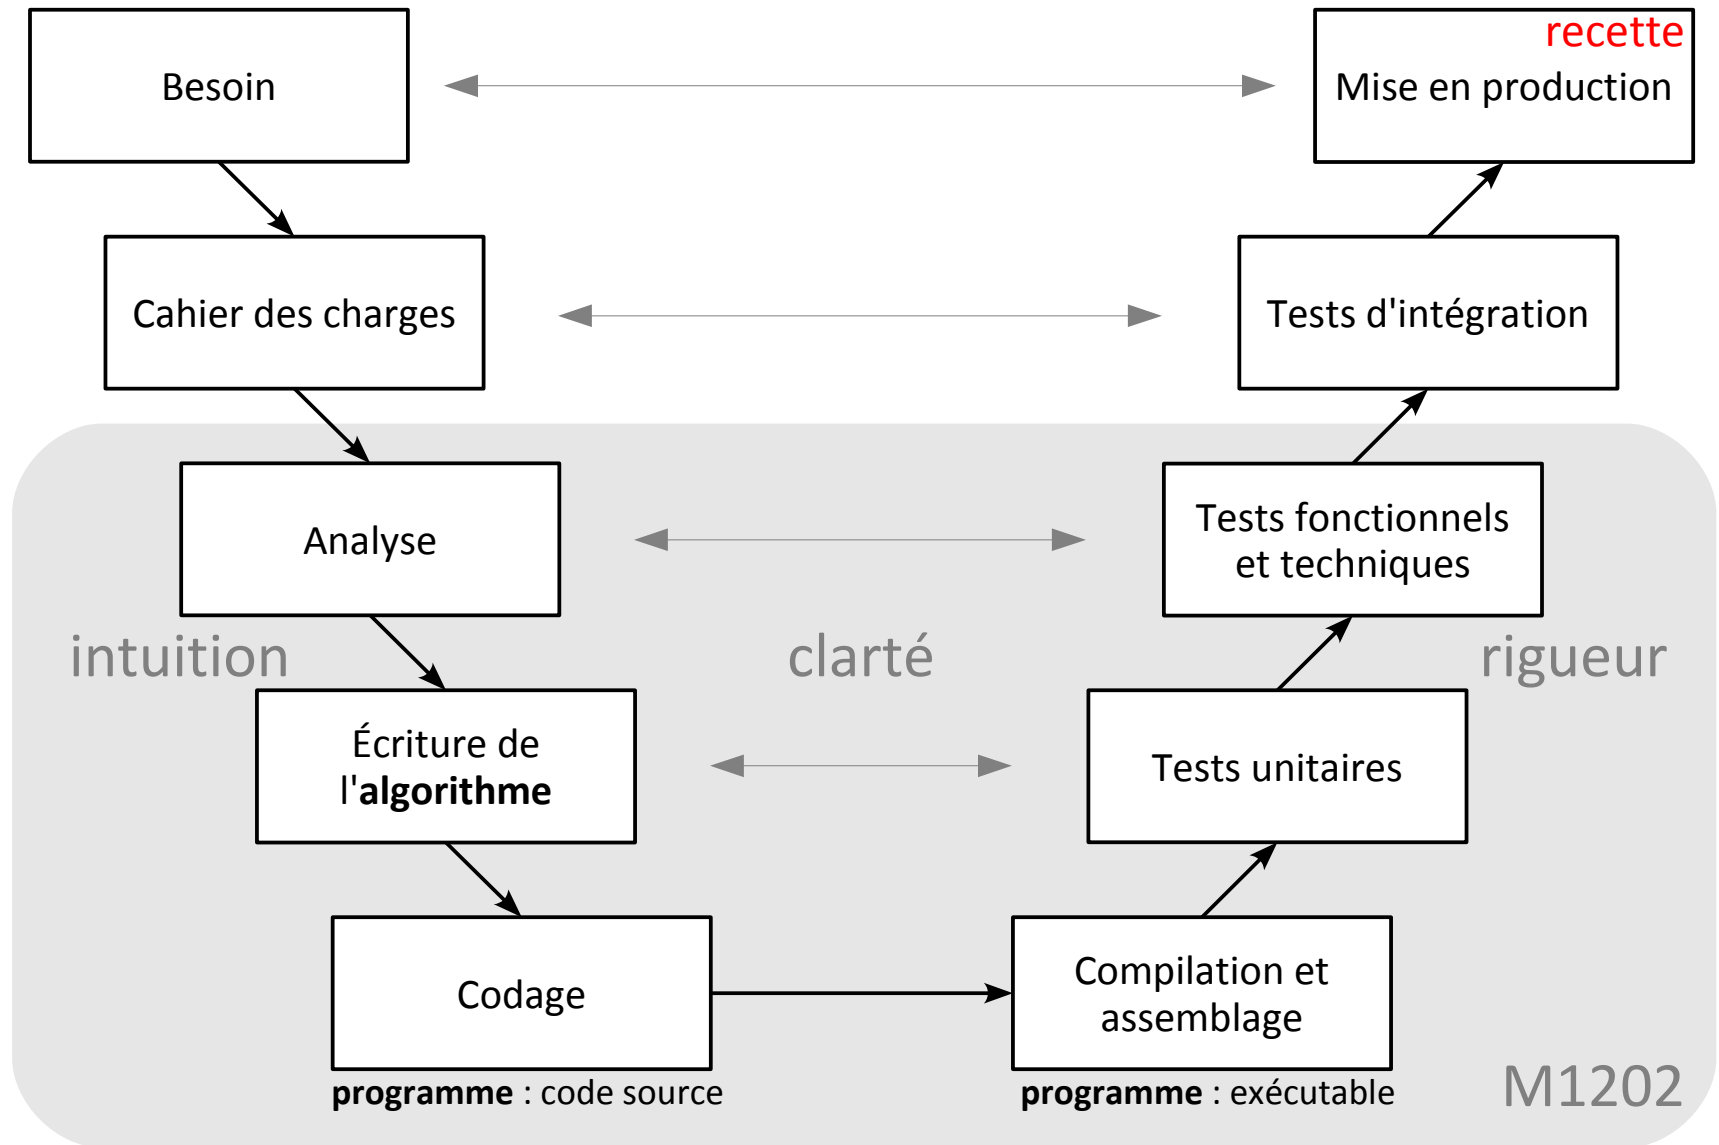 recette
Besoin
Mise en production
Cahier des charges
Tests d'intégration
Analyse
Tests fonctionnels
et techniques
intuition
clarté
rigueur
Écriture de
l'algorithme
Tests unitaires
Codage
Compilation et
assemblage
programme : code source
programme : exécutable
M1202